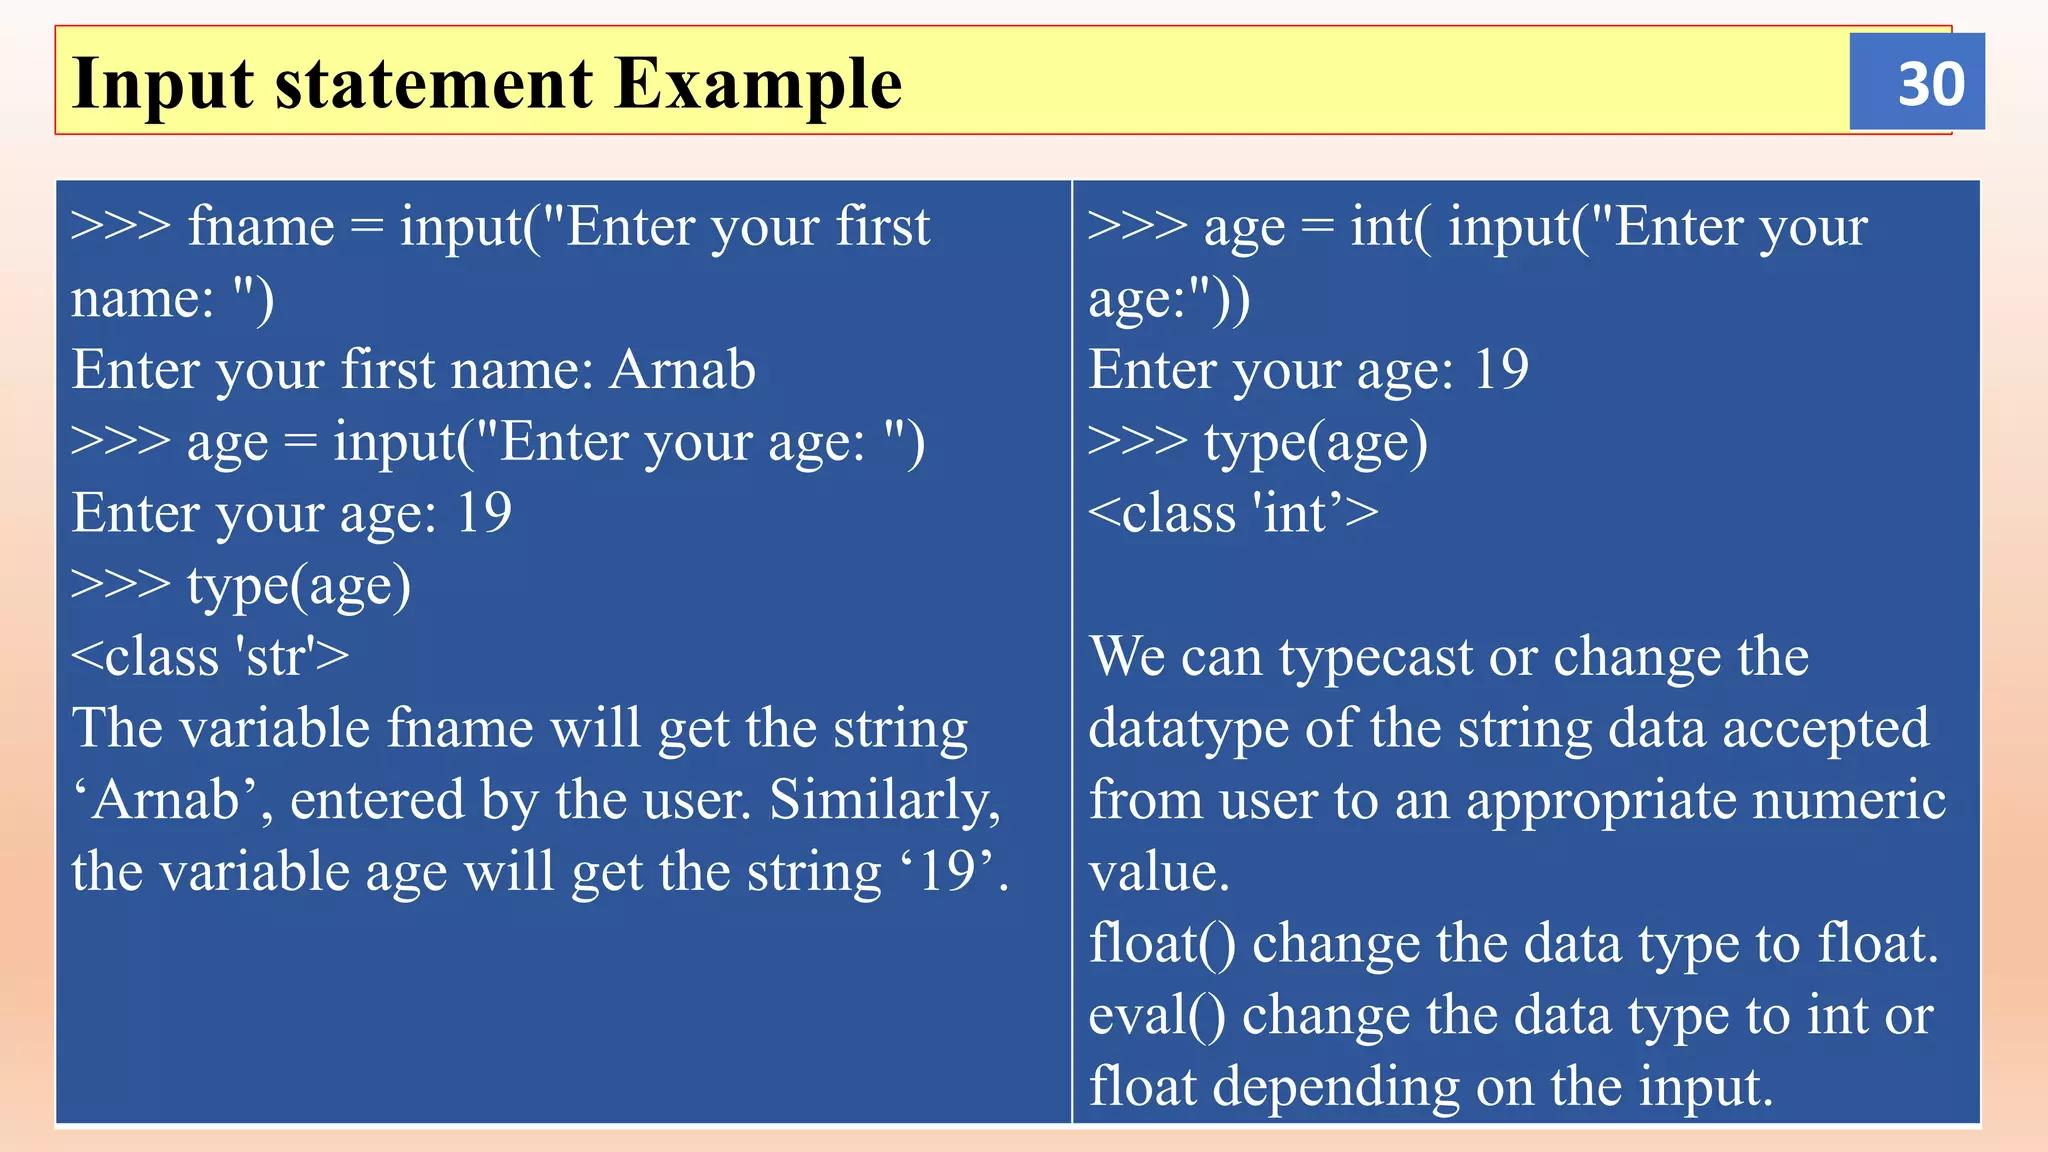 Input statement Example
30
>>> fname = input("Enter your first
name: ")
Enter your first name: Arnab
>>> age = input("Enter your age: ")
Enter your age: 19
>>> type(age)
<class 'str'>
The variable fname will get the string
‘Arnab’, entered by the user. Similarly,
the variable age will get the string ‘19’.
>>> age = int( input("Enter your
age:"))
Enter your age: 19
>>> type(age)
<class 'int’>
We can typecast or change the
datatype of the string data accepted
from user to an appropriate numeric
value.
float() change the data type to float.
eval() change the data type to int or
float depending on the input.